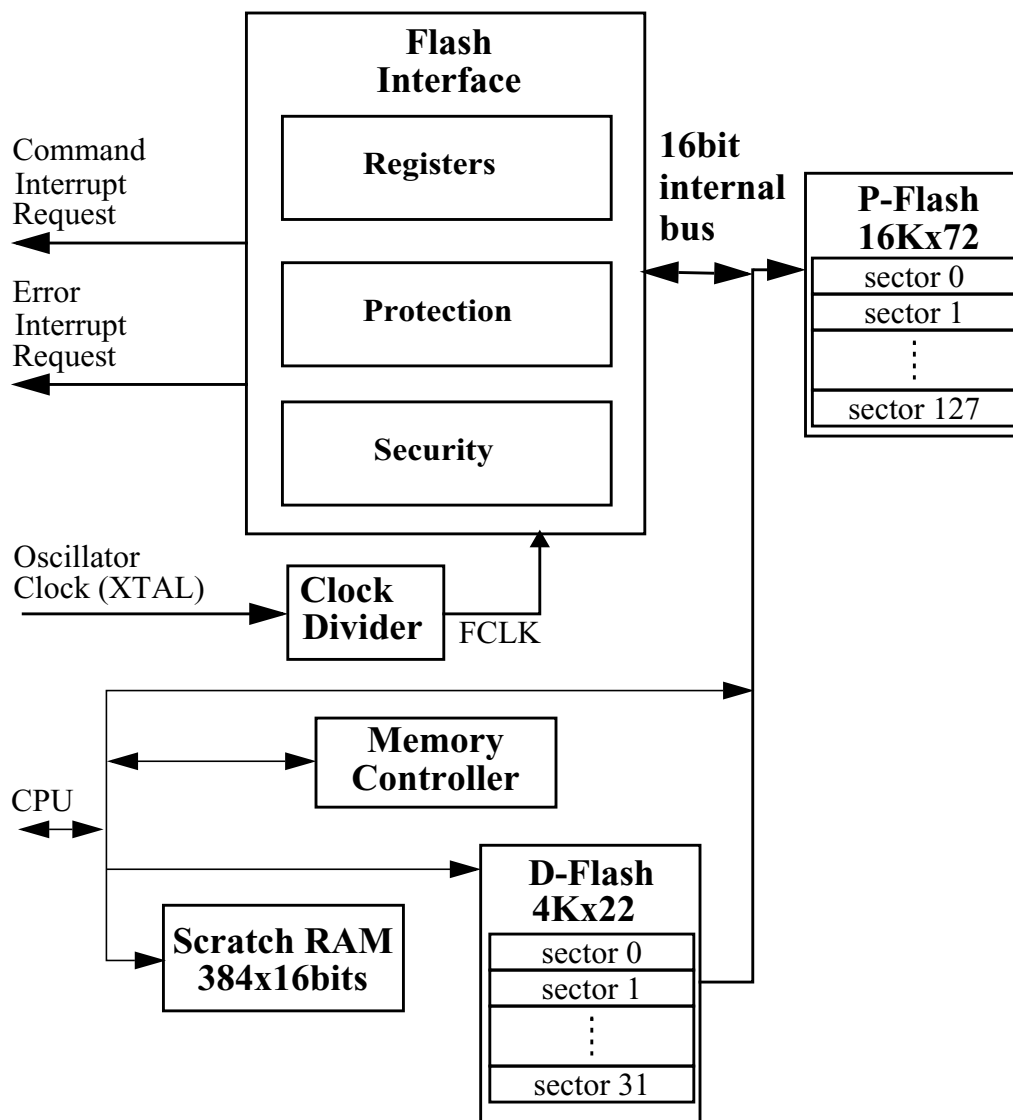 Flash
Interface
Registers
Protection
Security
Command
Interrupt
Request
Error
Interrupt
Request
16bit
internal
bus
P-Flash
16Kx72
sector 0
sector 1
sector 127
Oscillator
Clock (XTAL)
Clock
Divider
FCLK
Memory
Controller
CPU
Scratch RAM
384x16bits
D-Flash
4Kx22
sector 0
sector 1
sector 31